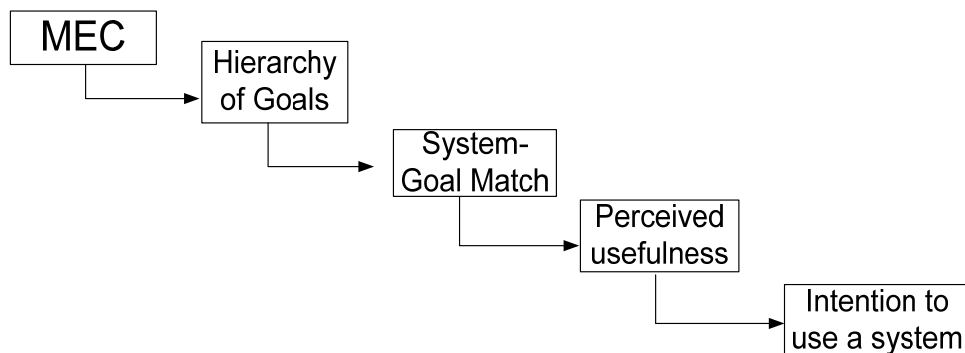 MEC
Hierarchy
of Goals
System-
Goal Match
Perceived
usefulness
Intention to
use a system